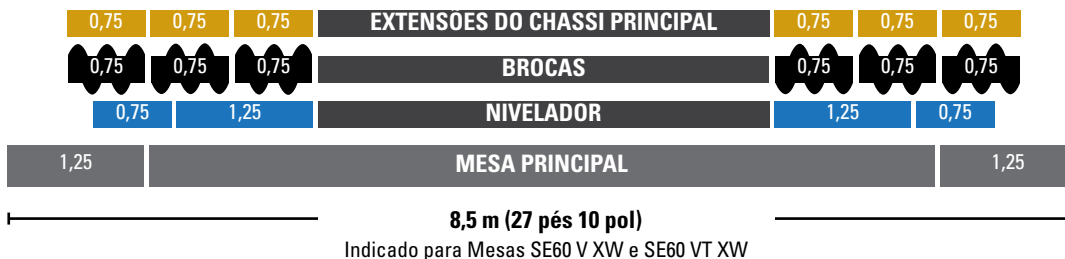 0,75 0,75 0,75 EXTENSÕES DO CHASSI PRINCIPAL 0,75 0,75 0,75
0,75 0,75 0,75 BROCAS 0,75 0,75 0,75
0,75 1,25 NIVELADOR 1,25 0,75
1,25 MESA PRINCIPAL 1,25
8,5 m (27 pés 10 pol)
Indicado para Mesas SE60 V XW e SE60 VT XW